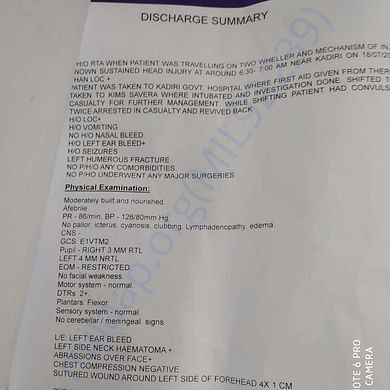 DISCHARGE SUMMARY
H/O RTA WHEN PATIENT WAS TRAVELLING ON TWO WHELLER AND MECHANISM OF INJ
NOWN SUSTAINED HEAD INJURY AT AROUND 6:30- 7:00 AM NEAR KADIRI ON 18/07/20
HAN LOC +
PATIENT WAS TAKEN TO KADIRI GOVT. HOSPITAL WHERE FIRST AID GIVEN FROM THER
TAKEN TO KIMS SAVERA WHERE INTUBATED AND INVESTIGATION DONE. SHIFTED T
CASUALTY FOR FURTHER MANAGEMENT. WHILE SHIFTING PATIENT HAD CONVULS
TWICE ARRESTED IN CASUALTY AND REVIVED BACK
H/O LOC+
H/O VOMITING
NO H/O NASAL BLEED
H/O LEFT EAR BLEED+
H/O SEIZURES
LEFT HUMEROUS FRACTURE
NO P/H/O ANY COMORBIDITIES
NO P/H/O UNDERWENT ANY MAJOR SURGERIES
Physical Examination:
Moderately built and nourished
Afebrile.
PR - 86/min, BP - 126/80mm Hg,
No pallor, icterus, cyanosis, clubbing, Lymphadenopathy, edema.
CNS -
GCS: E1VTM2
Pupil - RIGHT 3 MM RTL
LEFT 4 MM NRTL
EOM - RESTRICTED.
No facial weakness.
Motor system - normal.
DTRs 2+.
Plantars: Flexor.
Sensory system - normal.
No cerebellar / meningeal signs.
L/E: LEFT EAR BLEED
LEFT SIDE NECK HAEMATOMA +
ABRASSIONS OVER FACE+
CHEST COMPRESSION NEGATIVE
SUTURED WOUND AROUND LEFT SIDE OF FOREHEAD 4X 1 CM
NOTE 6 PRO